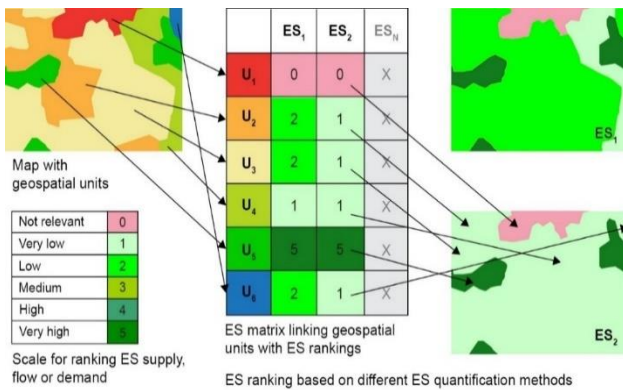 ES1 ES2 ESN
U1 0 0 X
U2 2 1 X
U3 2 1 X
U4 1 1 X
U5 5 5 X
U6 2 1 X
Map with
geospatial units
Not relevant 0
Very low 1
Low 2
Medium 3
High 4
Very high 5
Scale for ranking ES supply,
flow or demand
ES matrix linking geospatial
units with ES rankings
ES1
ES2
ES ranking based on different ES quantification methods